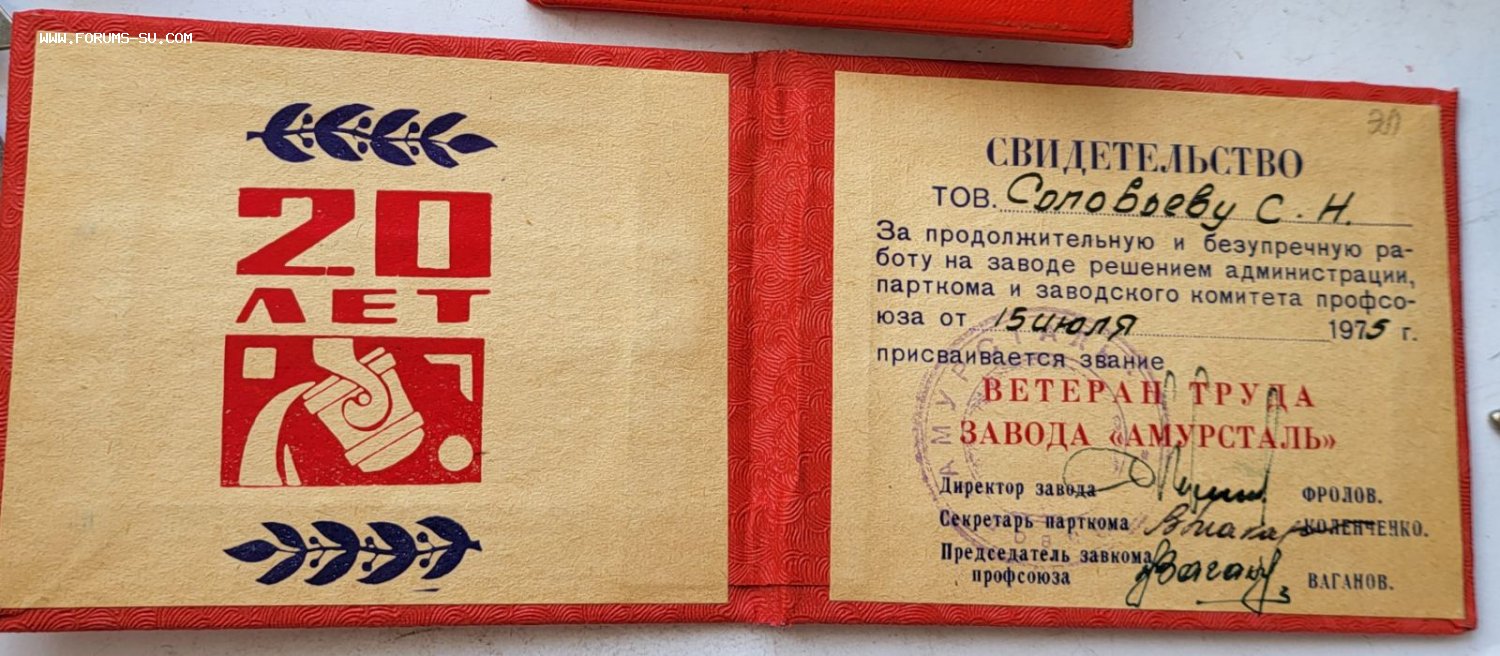 WWW.FORUMS-SU.COM
20
ЛЕТ
СВИДЕТЕЛЬСТВО
ТОВ. Соловьеву С. Н.
За продолжительную и безупречную ра-
боту на заводе решением администрации,
парткома и заводского комитета профсо-
юза от 15 июля 1975 г.
присваивается звание
ВЕТЕРАН ТРУДА
ЗАВОДА «АМУРСТАЛЬ»
Директор завода ФРОЛОВ.
Секретарь парткома КОЛЕНЧЕНКО.
Председатель завкома
профсоюза ВАГАНОВ.
АМУРСТАЛЬ